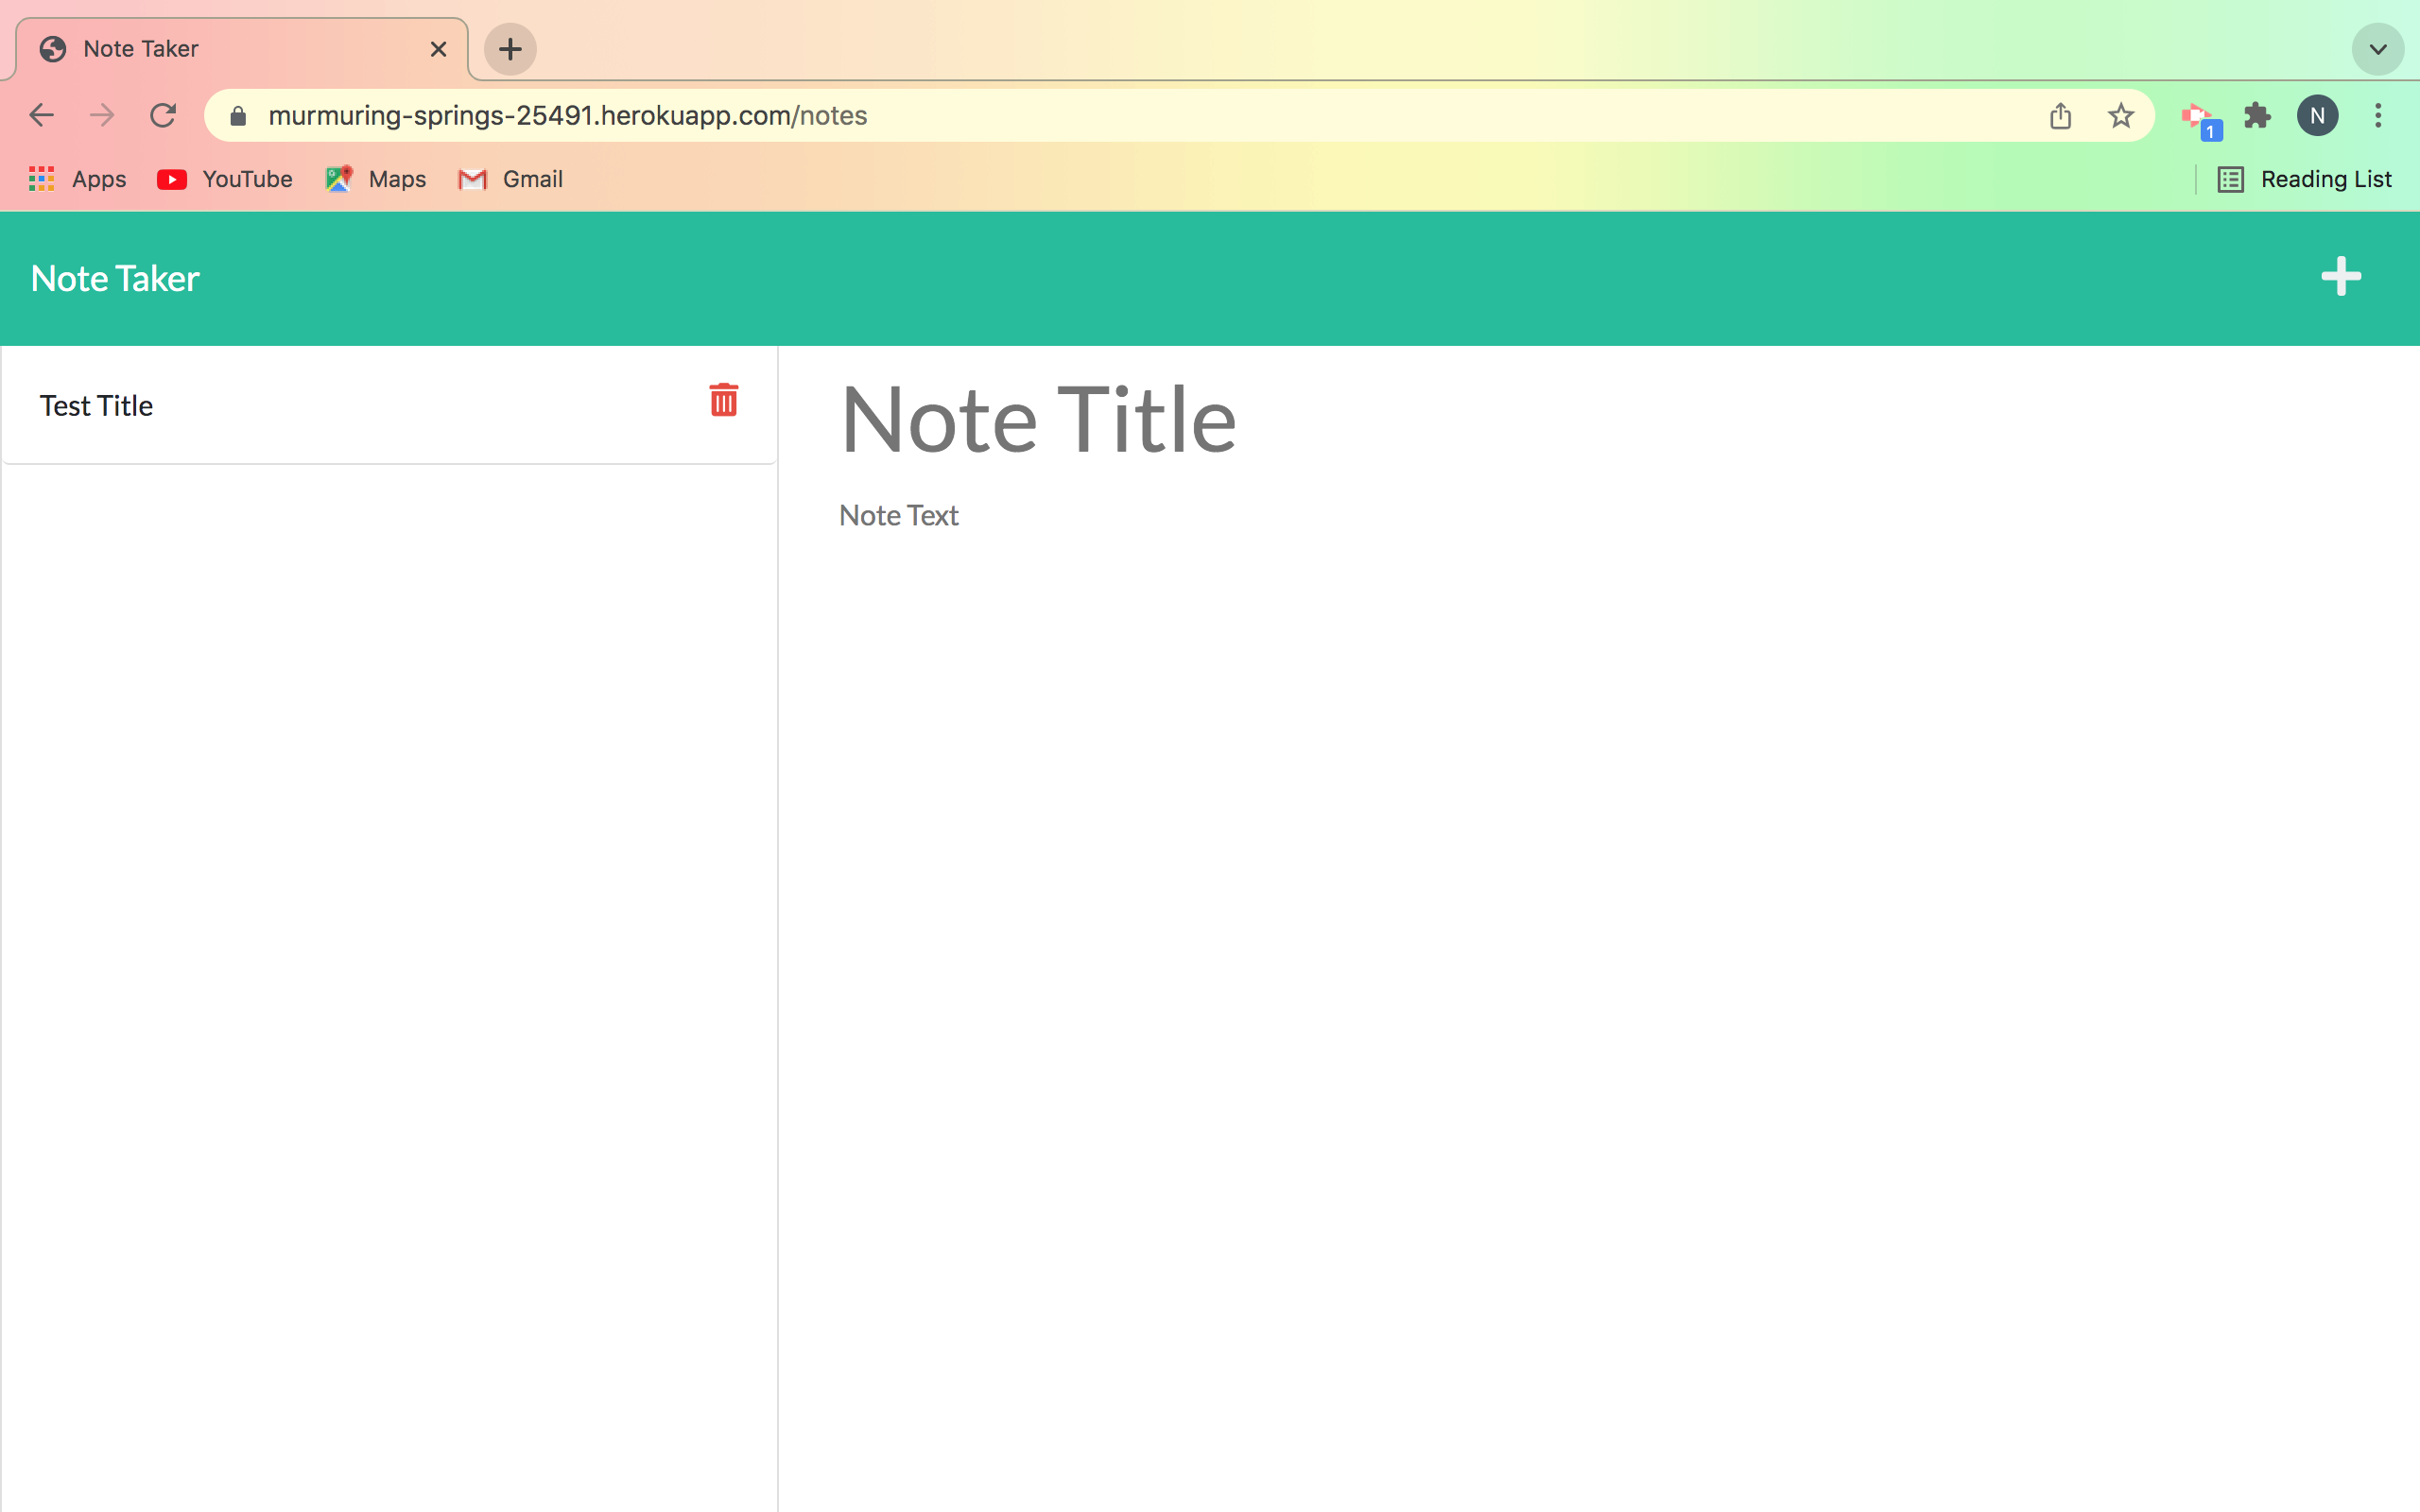 Note Taker
murmuring-springs-25491.herokuapp.com/notes
1
N
Apps YouTube Maps Gmail Reading List
Note Taker
Test Title
Note Title
Note Text